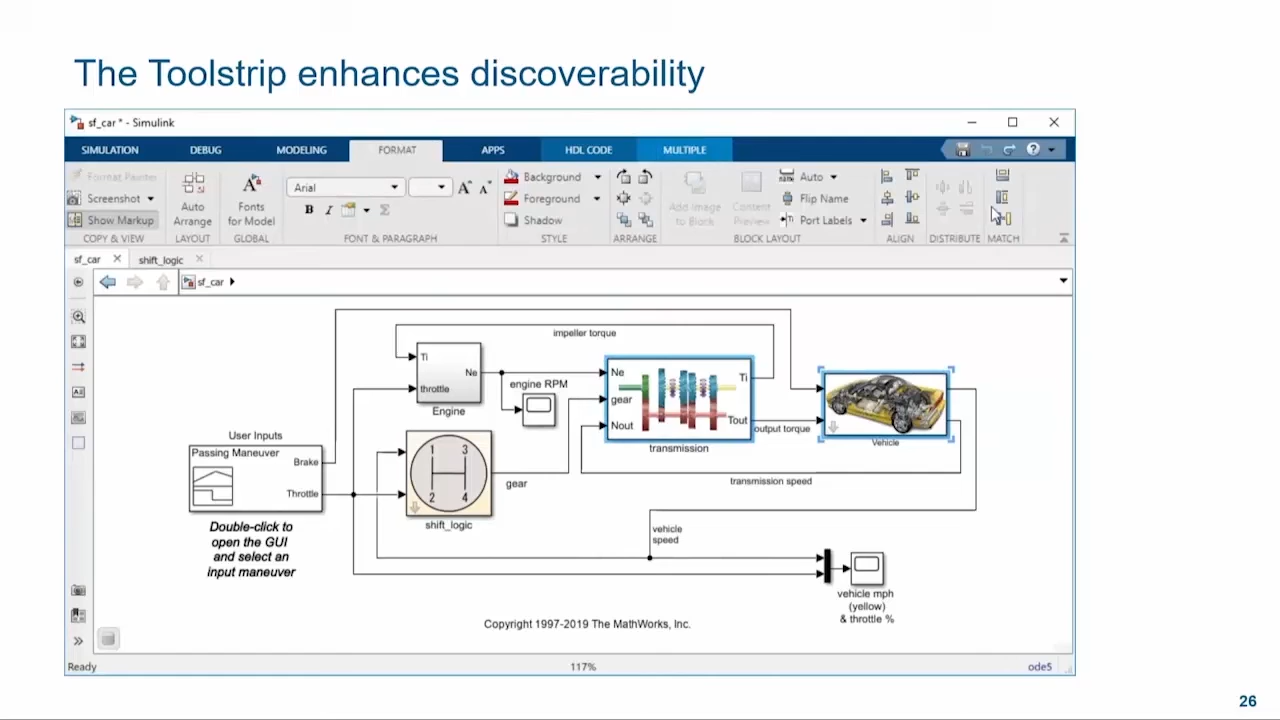 The Toolstrip enhances discoverability
sf_car * - Simulink
SIMULATION DEBUG MODELING FORMAT APPS HDL CODE MULTIPLE
Format Painter
Screenshot
Show Markup
COPY & VIEW
Auto
Arrange
LAYOUT
Fonts
for Model
GLOBAL
Arial
A A
B I Σ
FONT & PARAGRAPH
Background
Foreground
Shadow
STYLE
ARRANGE
Add Image
to Block
Content
Preview
Auto
Flip Name
Port Labels
BLOCK LAYOUT
ALIGN
DISTRIBUTE
MATCH
sf_car shift_logic
sf_car
impeller torque
Ti
Ne
throttle
Engine
engine RPM
Ne
gear
Nout
Ti
Tout
transmission
output torque
Vehicle
transmission speed
User Inputs
Passing Maneuver
Brake
Throttle
Double-click to
open the GUI
and select an
input maneuver
1 3
2 4
shift_logic
gear
vehicle
speed
vehicle mph
(yellow)
& throttle %
Copyright 1997-2019 The MathWorks, Inc.
Ready 117% ode5
26